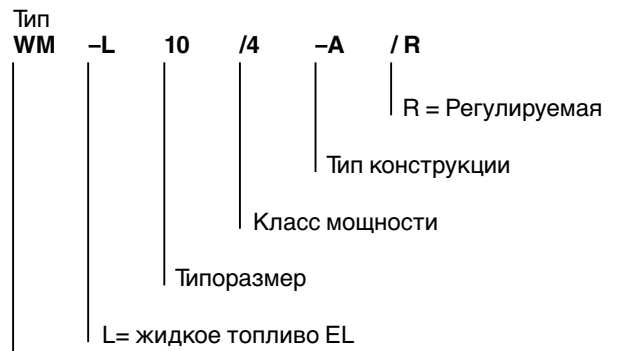 Тип
WM –L 10 /4 –A / R
R = Регулируемая
Тип конструкции
Класс мощности
Типоразмер
L= жидкое топливо EL